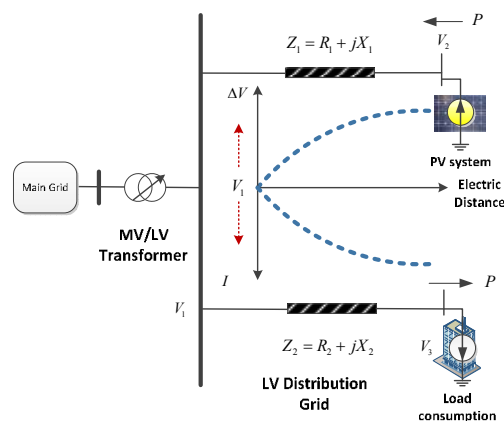 P
Z₁ = R₁ + jX₁
V₂
ΔV
PV system
Main Grid
V₁
Electric
Distance
MV/LV
Transformer
I
P
V₁
Z₂ = R₂ + jX₂
V₃
LV Distribution
Grid
Load
consumption